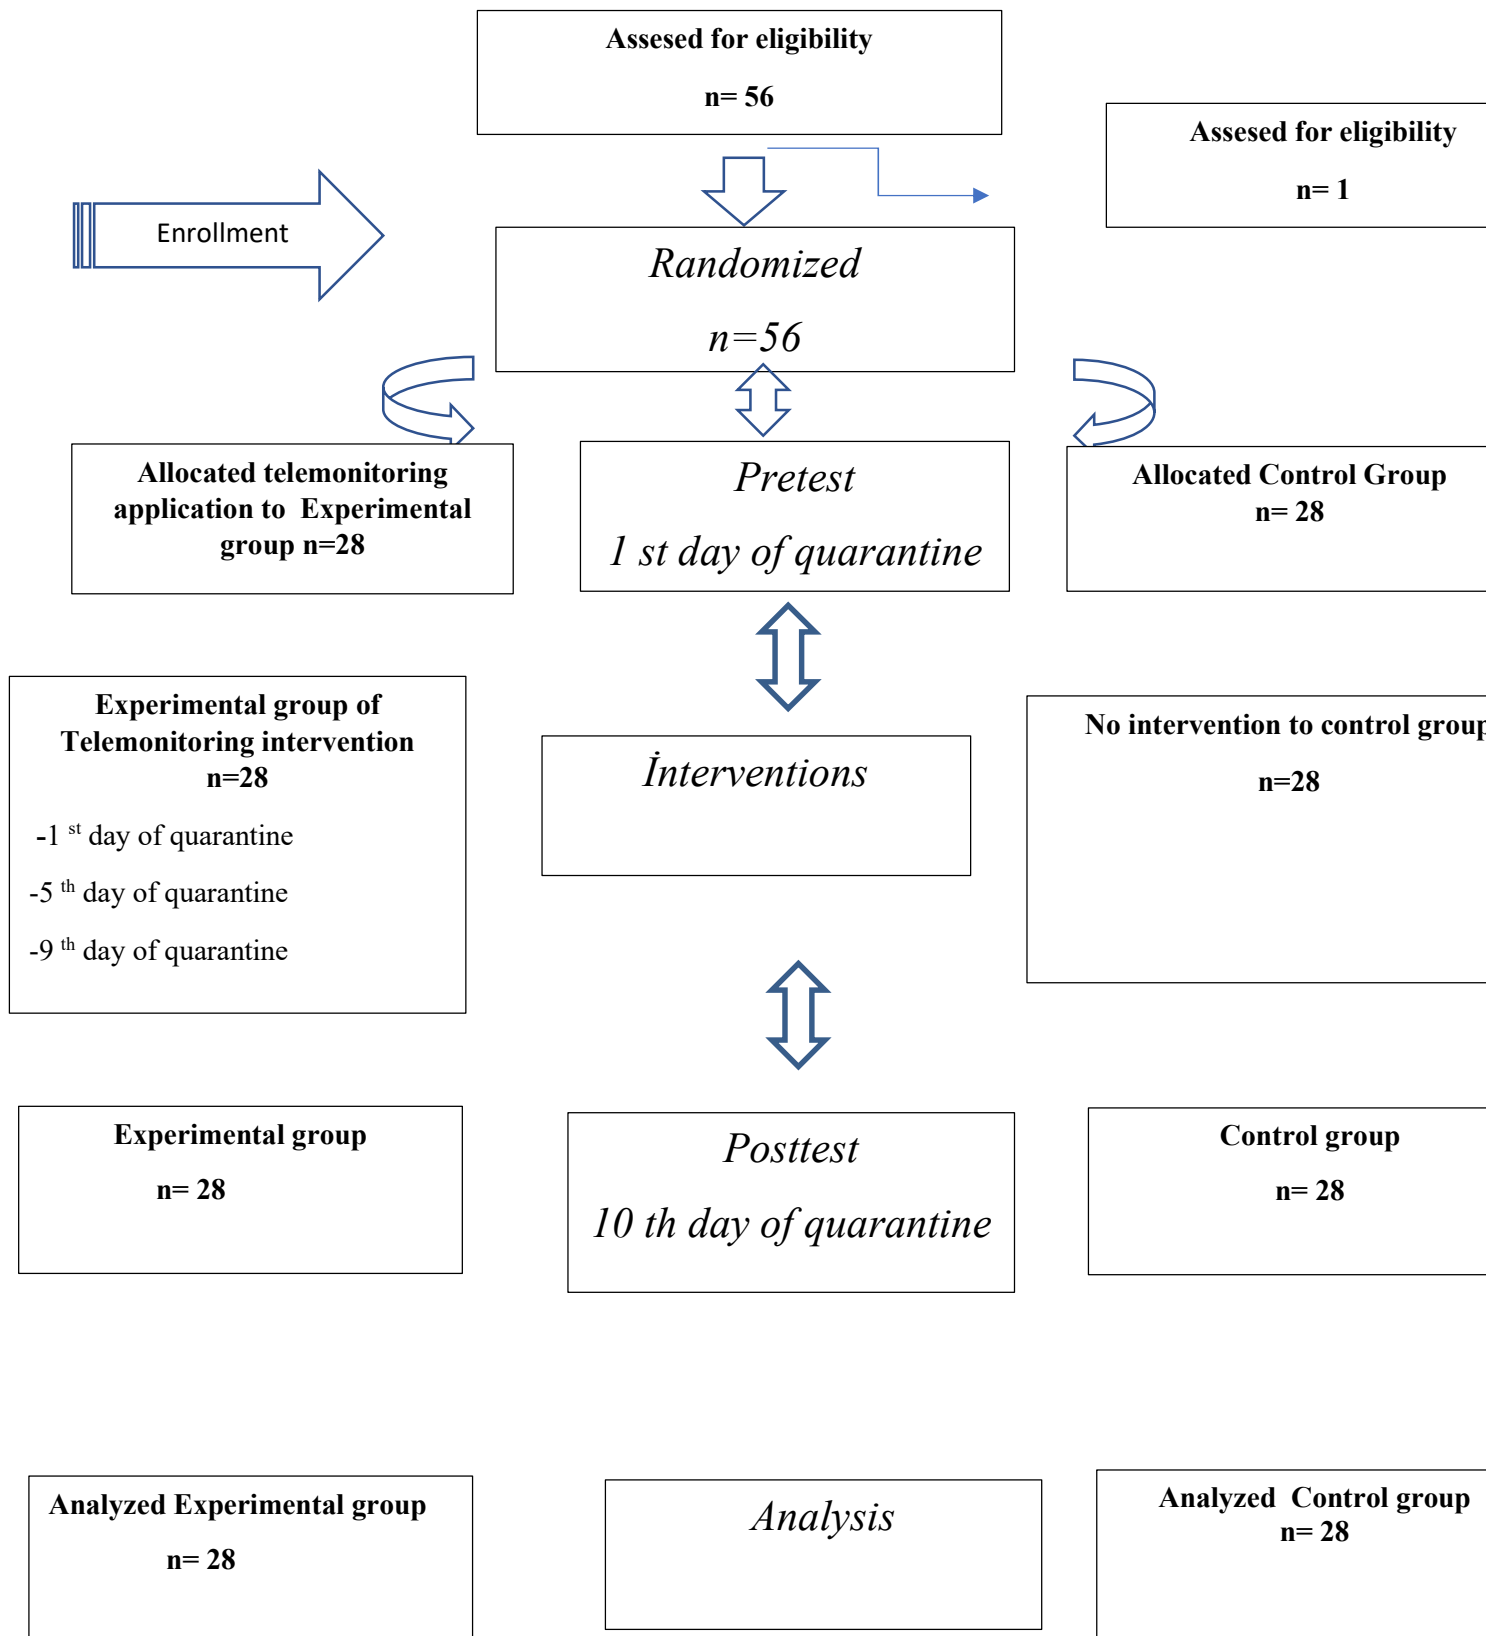 Assesed for eligibility
n= 56
Assesed for eligibility
n= 1
Enrollment
Randomized
n=56
Allocated telemonitoring
application to  Experimental
group n=28
Pretest
1 st day of quarantine
Allocated Control Group
n= 28
Experimental group of
Telemonitoring intervention
n=28
-1 st day of quarantine
-5 th day of quarantine
-9 th day of quarantine
İnterventions
No intervention to control group
n=28
Experimental group
n= 28
Posttest
10 th day of quarantine
Control group
n= 28
Analyzed Experimental group
n= 28
Analysis
Analyzed  Control group
n= 28